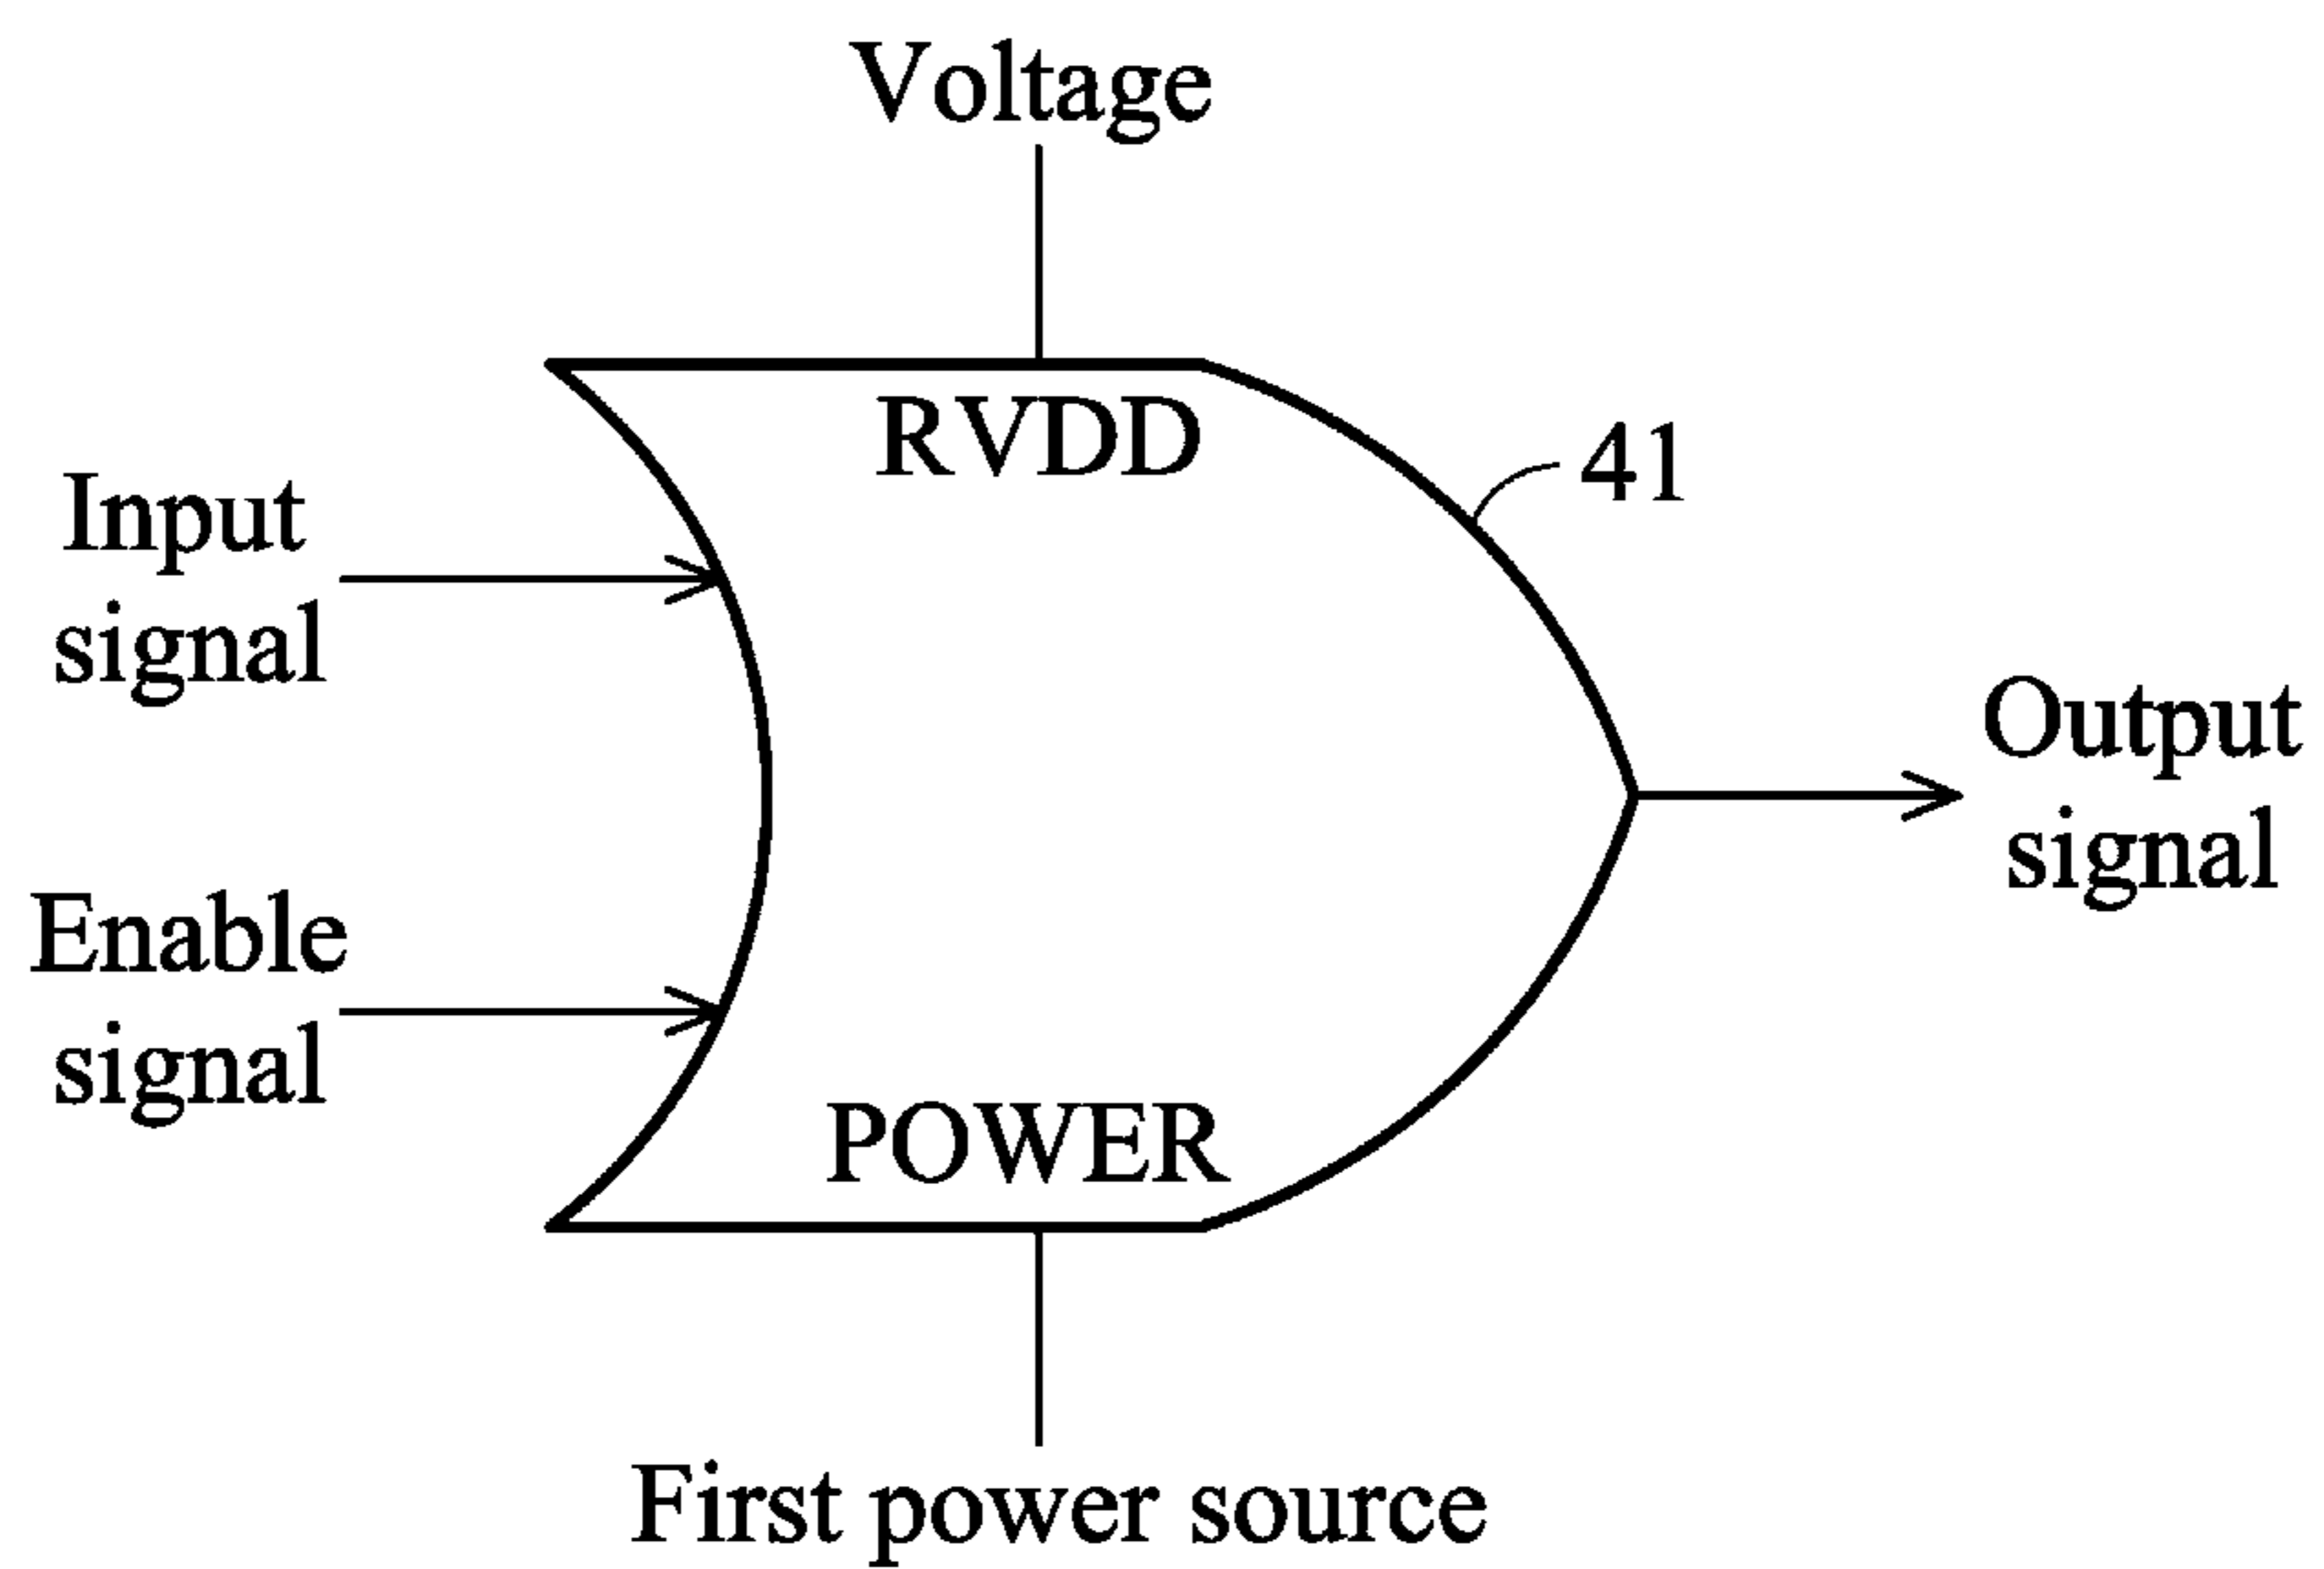 Voltage
RVDD
41
Input
signal
Output
signal
Enable
signal
POWER
First power source